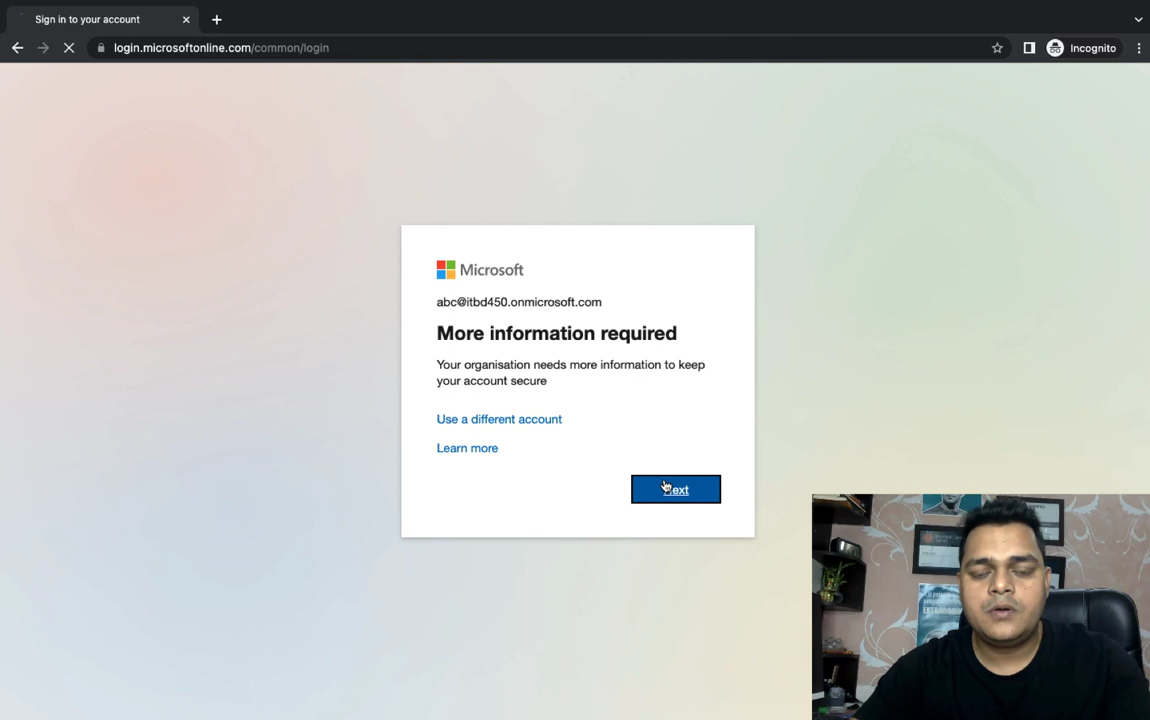 Sign in to your account
login.microsoftonline.com/common/login
Incognito
Microsoft
abc@itbd450.onmicrosoft.com
More information required
Your organisation needs more information to keep
your account secure
Use a different account
Learn more
Next